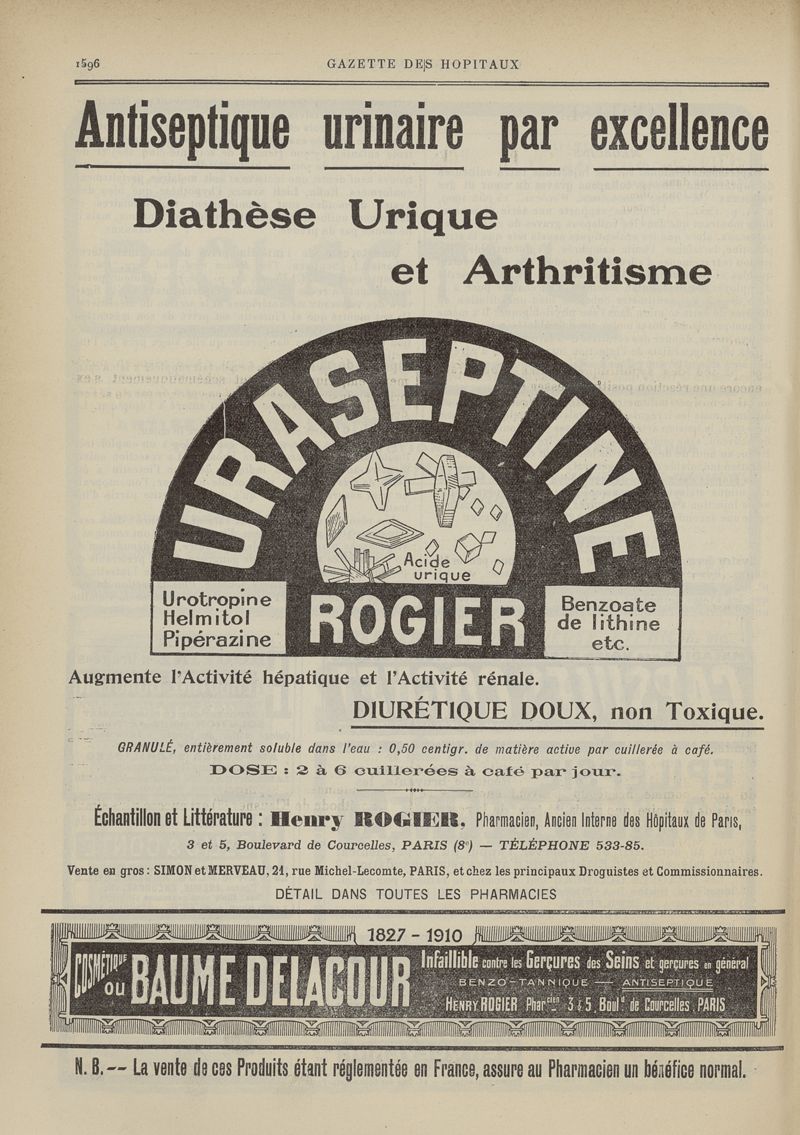 1596
GAZETTE DES HOPITAUX
Antiseptique urinaire par excellence
Diathèse Urique
et Arthritisme
URASEPTINE
Acide
urique
Urotropine
Helmitol
Pipérazine
ROGIER
Benzoate
de lithine
etc.
Augmente l'Activité hépatique et l'Activité rénale.
DIURÉTIQUE DOUX, non Toxique.
GRANULÉ, entièrement soluble dans l'eau : 0,50 centigr. de matière active par cuillerée à café.
DOSE : 2 à 6 cuillerées à café par jour.
Échantillon et Littérature : Henry ROGIER, Pharmacien, Ancien Interne des Hôpitaux de Paris,
3 et 5, Boulevard de Courcelles, PARIS (8e) — TÉLÉPHONE 533-85.
Vente en gros : SIMON et MERVEAU, 21, rue Michel-Lecomte, PARIS, et chez les principaux Droguistes et Commissionnaires.
DÉTAIL DANS TOUTES LES PHARMACIES
1827 - 1910
COSMÉTIQUE
OU
BAUME DELACOUR
Infaillible contre les Gerçures des Seins et gerçures en général
BENZO-TANNIQUE — ANTISEPTIQUE
HENRY ROGIER Phar.cien 3 & 5, Boul.d de Courcelles, PARIS
N. B. -- La vente de ces Produits étant réglementée en France, assure au Pharmacien un bénéfice normal.